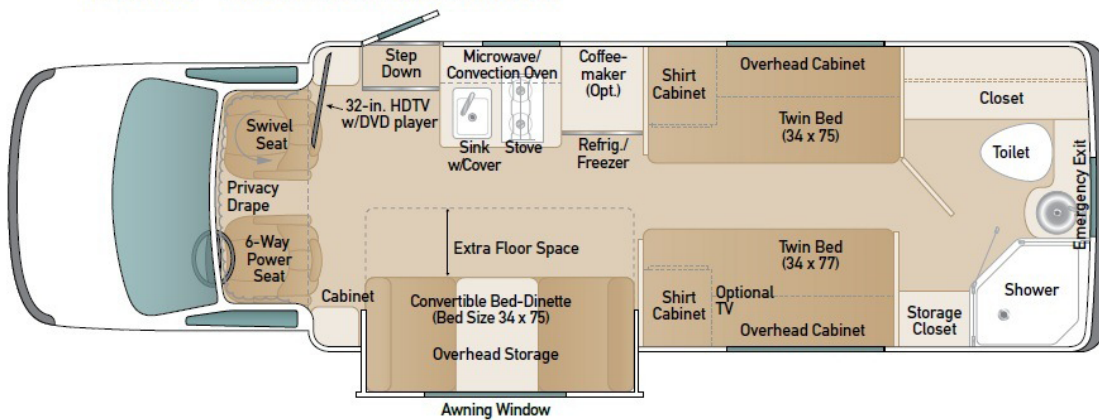 Step
Down
Microwave/
Convection Oven
Coffee-
maker
(Opt.)
Shirt
Cabinet
Overhead Cabinet
Twin Bed
(34 x 75)
Closet
32-in. HDTV
w/DVD player
Swivel
Seat
Sink
w/Cover
Stove
Refrig./
Freezer
Toilet
Emergency Exit
Privacy
Drape
6-Way
Power
Seat
Extra Floor Space
Cabinet
Convertible Bed-Dinette
(Bed Size 34 x 75)
Overhead Storage
Twin Bed
(34 x 77)
Shirt
Cabinet
Optional
TV
Overhead Cabinet
Storage
Closet
Shower
Awning Window